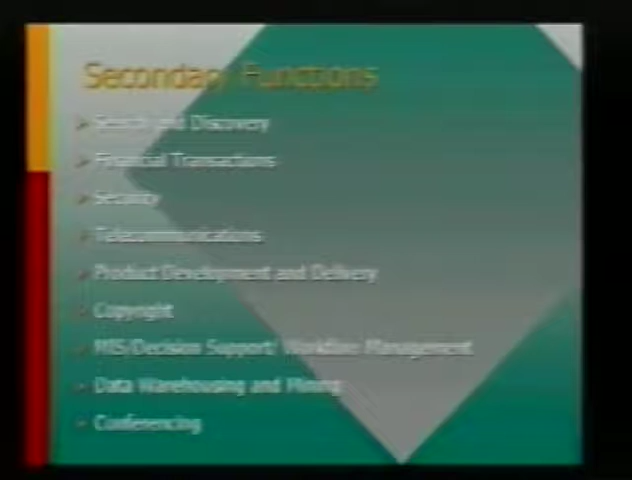 Secondary Functions
Search and Discovery
Financial Transactions
Security
Telecommunications
Product Development and Delivery
Copyright
MIS/Decision Support/ Workflow Management
Data Warehousing and Mining
Conferencing